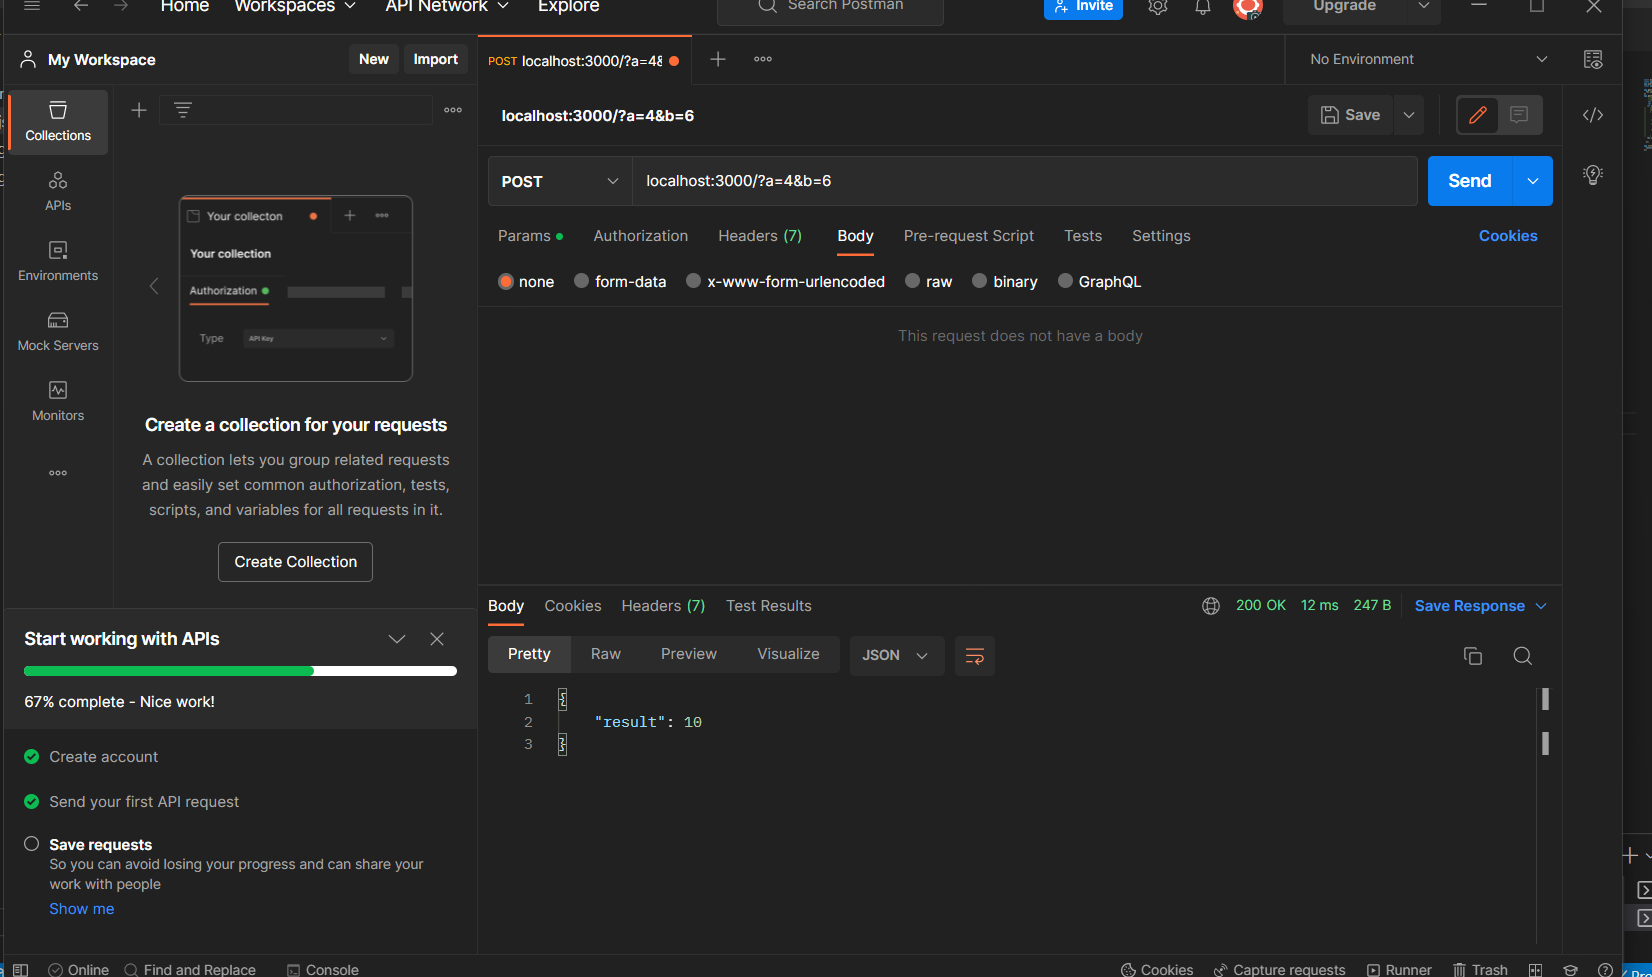 Home Workspaces API Network Explore Search Postman Invite Upgrade
My Workspace New Import
POST localhost:3000/?a=4&
No Environment
Collections
APIs
Environments
Mock Servers
Monitors
Your collecton
Your collection
Authorization
Type API Key
Create a collection for your requests
A collection lets you group related requests
and easily set common authorization, tests,
scripts, and variables for all requests in it.
Create Collection
Start working with APIs
67% complete - Nice work!
Create account
Send your first API request
Save requests
So you can avoid losing your progress and can share your
work with people
Show me
localhost:3000/?a=4&b=6 Save
POST localhost:3000/?a=4&b=6 Send
Params Authorization Headers (7) Body Pre-request Script Tests Settings Cookies
none form-data x-www-form-urlencoded raw binary GraphQL
This request does not have a body
Body Cookies Headers (7) Test Results 200 OK 12 ms 247 B Save Response
Pretty Raw Preview Visualize JSON
1 {
2 "result": 10
3 }
Online Find and Replace Console Cookies Capture requests Runner Trash